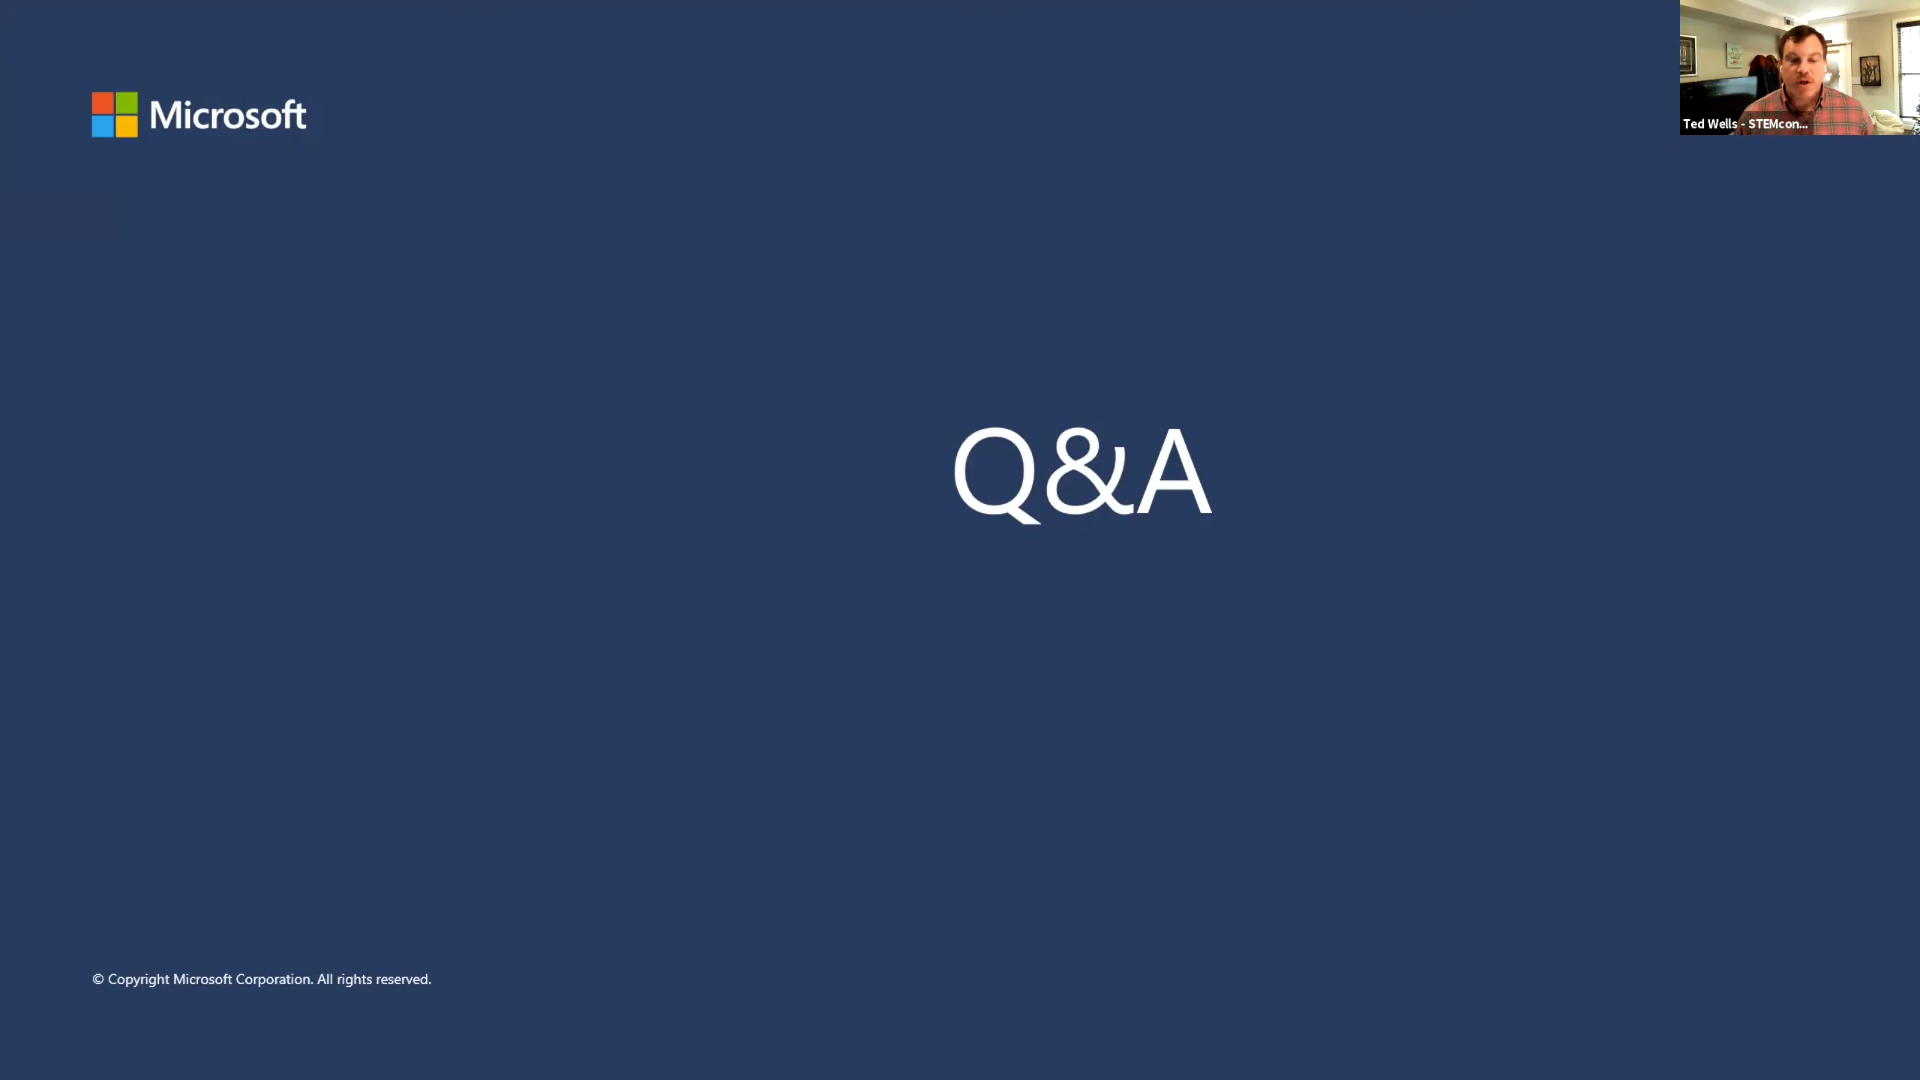 Microsoft
Ted Wells - STEMcon...
Q&A
© Copyright Microsoft Corporation. All rights reserved.